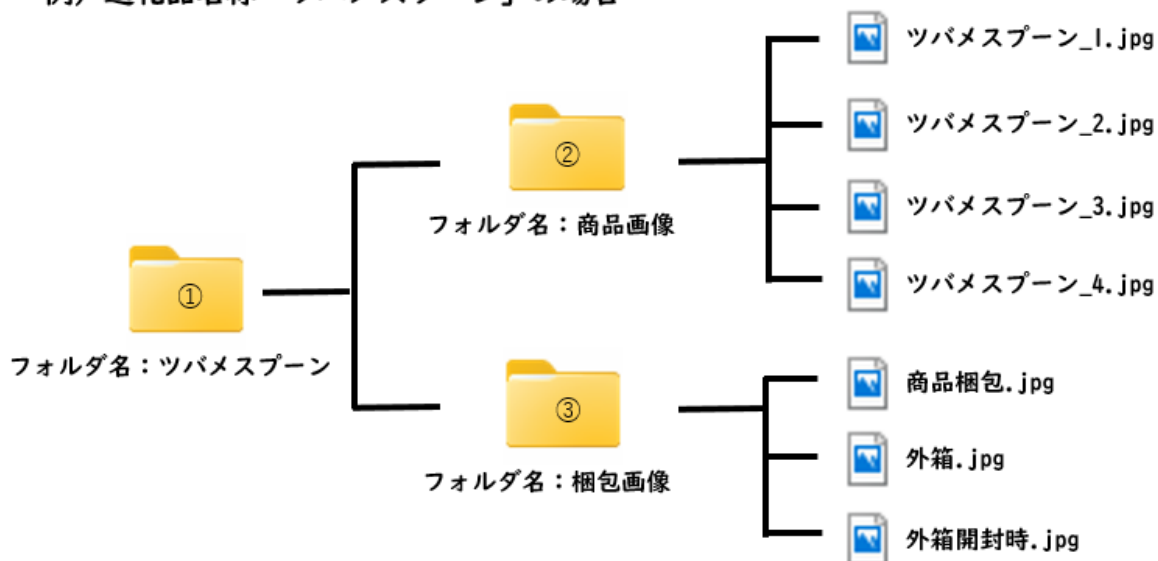 ①
フォルダ名：ツバメスプーン
②
フォルダ名：商品画像
ツバメスプーン_1.jpg
ツバメスプーン_2.jpg
ツバメスプーン_3.jpg
ツバメスプーン_4.jpg
③
フォルダ名：梱包画像
商品梱包.jpg
外箱.jpg
外箱開封時.jpg